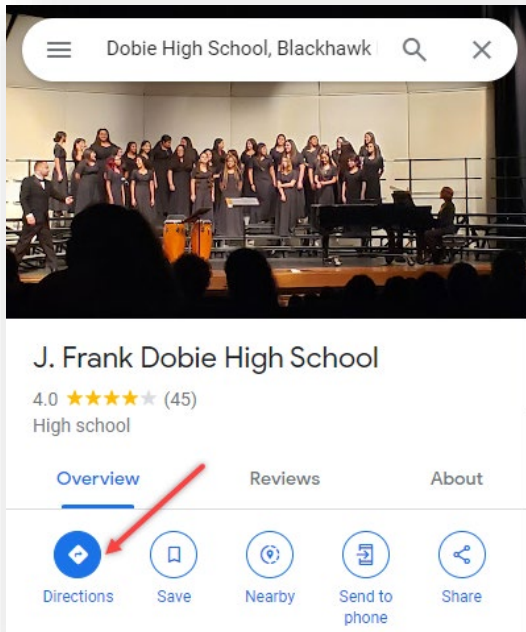 Dobie High School, Blackhawk
J. Frank Dobie High School
4.0 (45)
High school
Overview Reviews About
Directions Save Nearby Send to phone Share